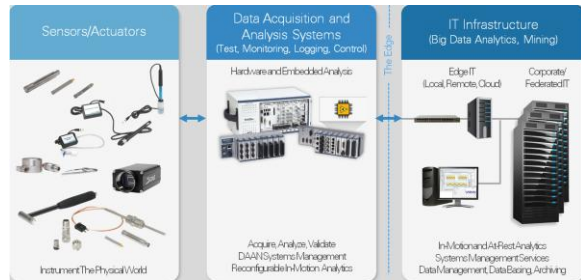 Sensors/Actuators
Instrument The Physical World
Data Acquisition and
Analysis Systems
(Test, Monitoring, Logging, Control)
Hardware and Embedded Analysis
Acquire, Analyze, Validate
DAAN Systems Management
Reconfigurable In-Motion Analytics
The Edge
IT Infrastructure
(Big Data Analytics, Mining)
Edge IT
(Local, Remote, Cloud)
Corporate/
Federated IT
In-Motion and At-Rest Analytics
Systems Management Services
Data Management, Data Basing, Archiving